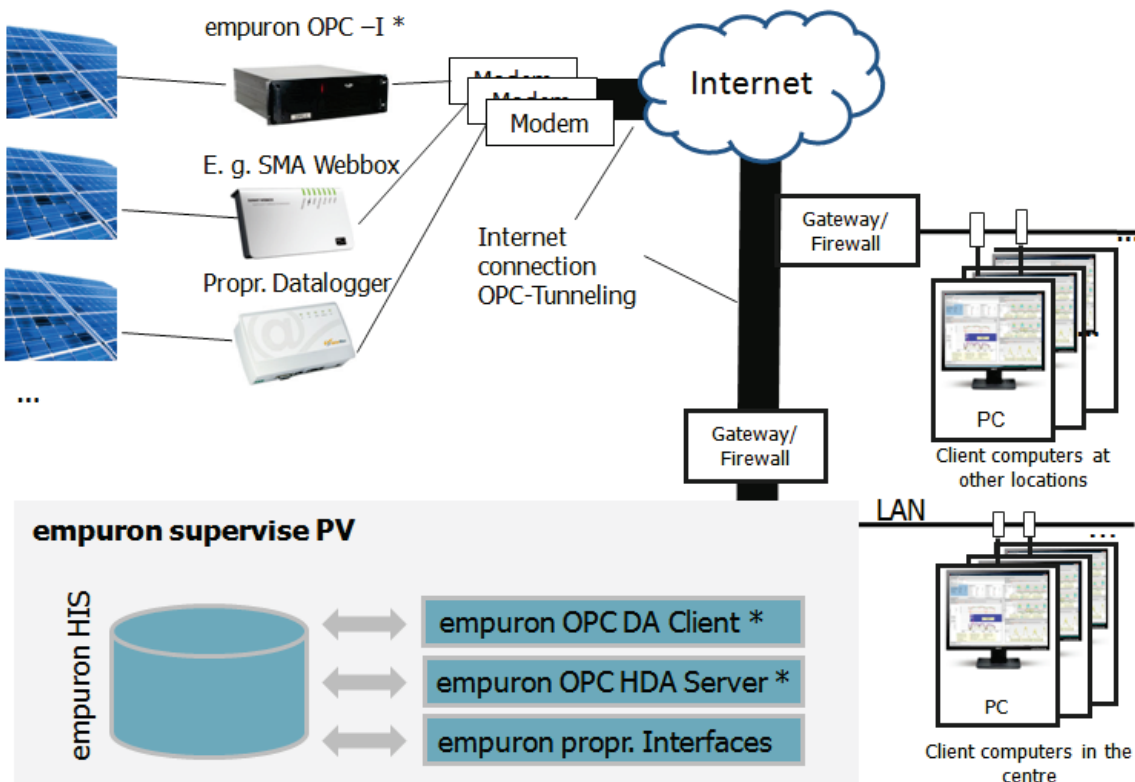 empuron OPC –I *
Modem
Modem
Modem
Internet
E. g. SMA Webbox
Propr. Datalogger
...
Internet
connection
OPC-Tunneling
Gateway/
Firewall
...
PC
Client computers at
other locations
Gateway/
Firewall
LAN
...
PC
Client computers in the
centre
empuron supervise PV
empuron HIS
empuron OPC DA Client *
empuron OPC HDA Server *
empuron propr. Interfaces